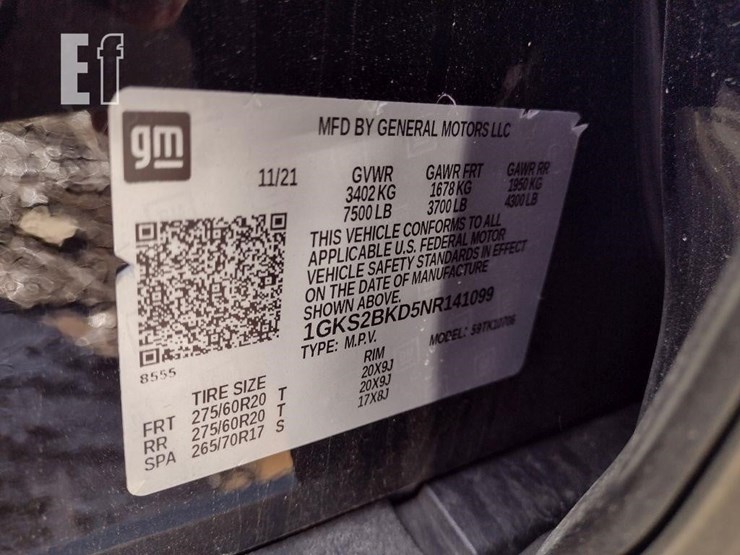 Ef
gm
MFD BY GENERAL MOTORS LLC
11/21 GVWR GAWR FRT GAWR RR
3402 KG 1678 KG 1950 KG
7500 LB 3700 LB 4300 LB
THIS VEHICLE CONFORMS TO ALL
APPLICABLE U.S. FEDERAL MOTOR
VEHICLE SAFETY STANDARDS IN EFFECT
ON THE DATE OF MANUFACTURE
SHOWN ABOVE.
1GKS2BKD5NR141099
TYPE: M.P.V. MODEL:
8555
TIRE SIZE RIM
FRT 275/60R20 T 20X9J
RR 275/60R20 T 20X9J
SPA 265/70R17 S 17X8J